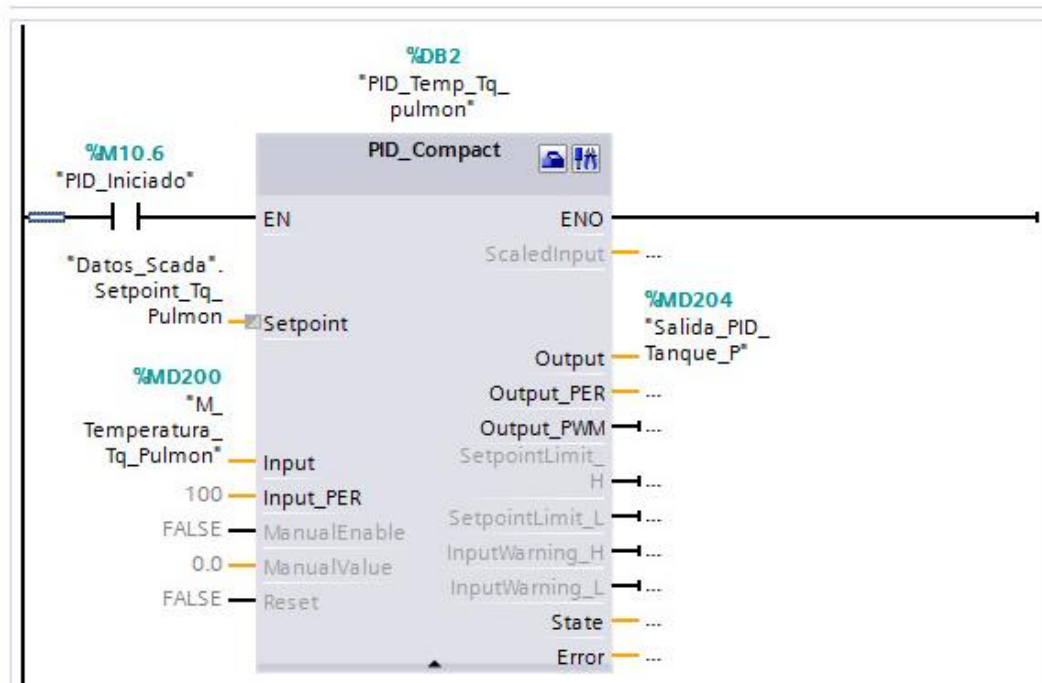 %DB2
"PID_Temp_Tq_
pulmon"
PID_Compact
%M10.6
"PID_Iniciado"
EN
ENO
ScaledInput
...
"Datos_Scada".
Setpoint_Tq_
Pulmon
Setpoint
%MD204
"Salida_PID_
Tanque_P"
Output
Output_PER
...
Output_PWM
...
%MD200
"M_
Temperatura_
Tq_Pulmon"
Input
SetpointLimit_
H
...
100
Input_PER
SetpointLimit_L
...
FALSE
ManualEnable
InputWarning_H
...
0.0
ManualValue
InputWarning_L
...
FALSE
Reset
State
...
Error
...